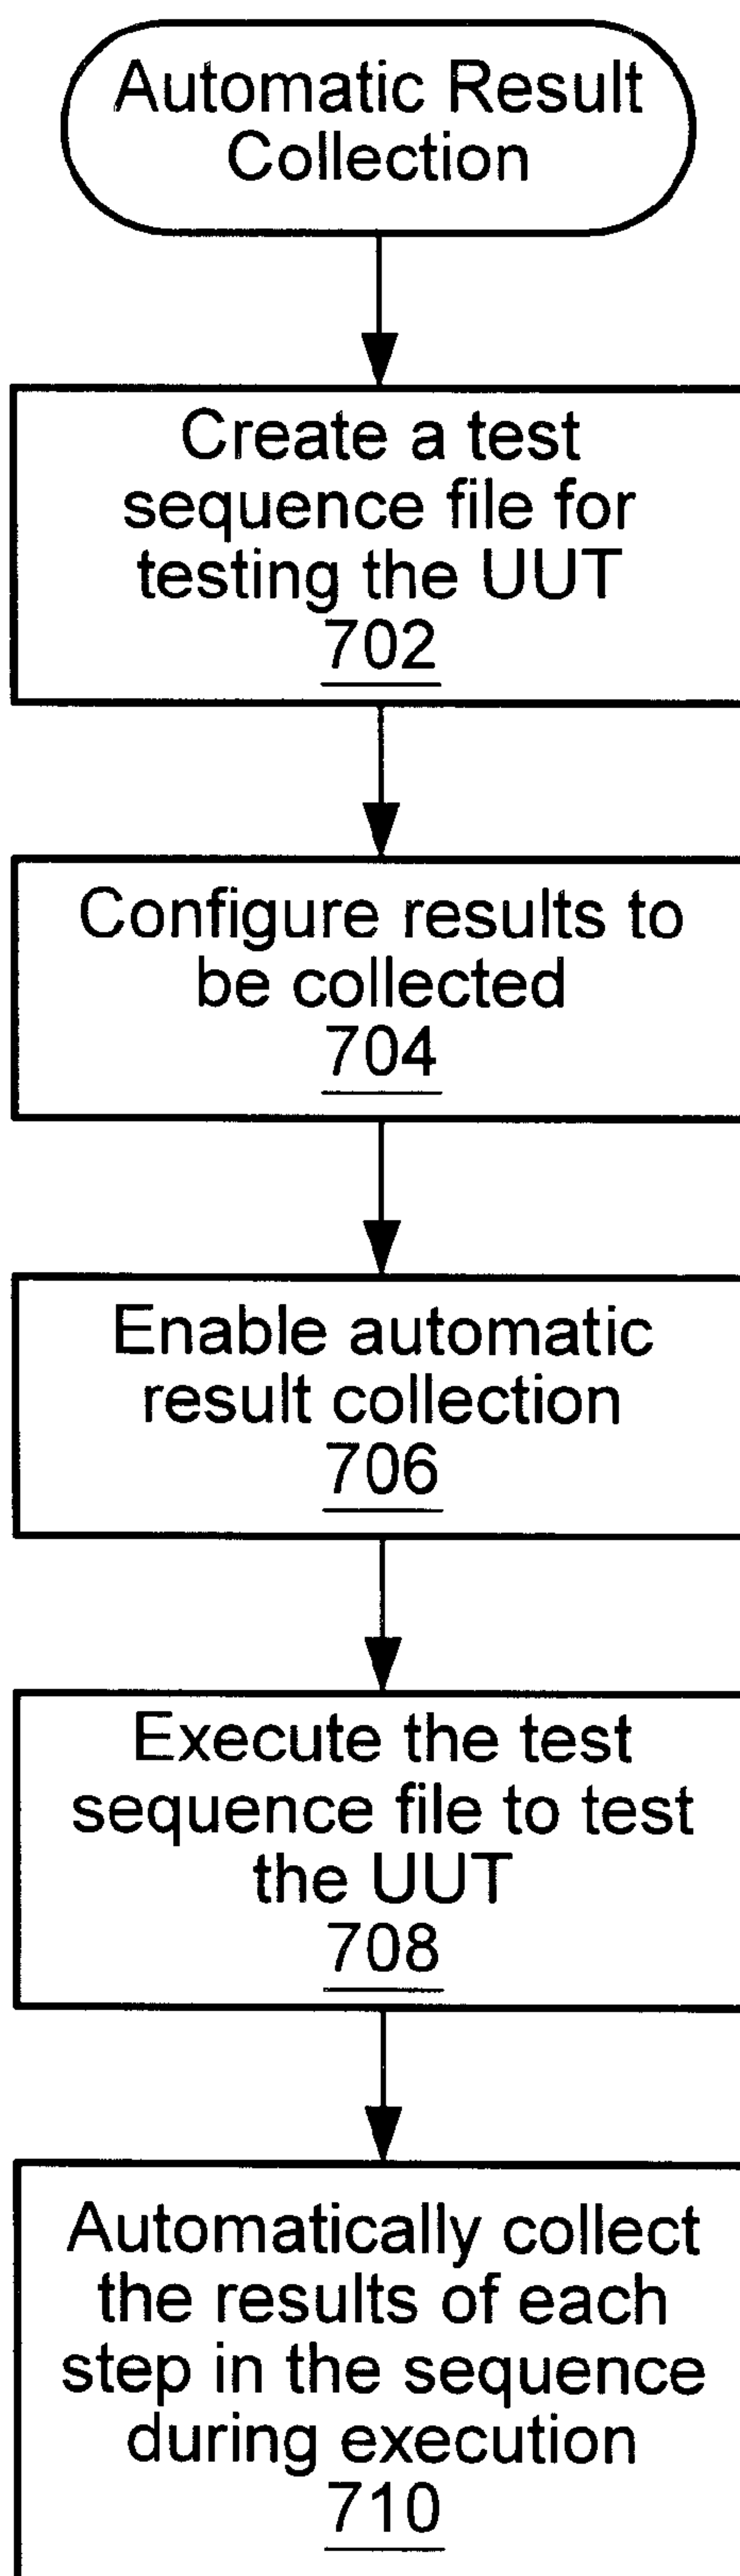 Automatic Result
Collection
Create a test
sequence file for
testing the UUT
702
Configure results to
be collected
704
Enable automatic
result collection
706
Execute the test
sequence file to test
the UUT
708
Automatically collect
the results of each
step in the sequence
during execution
710